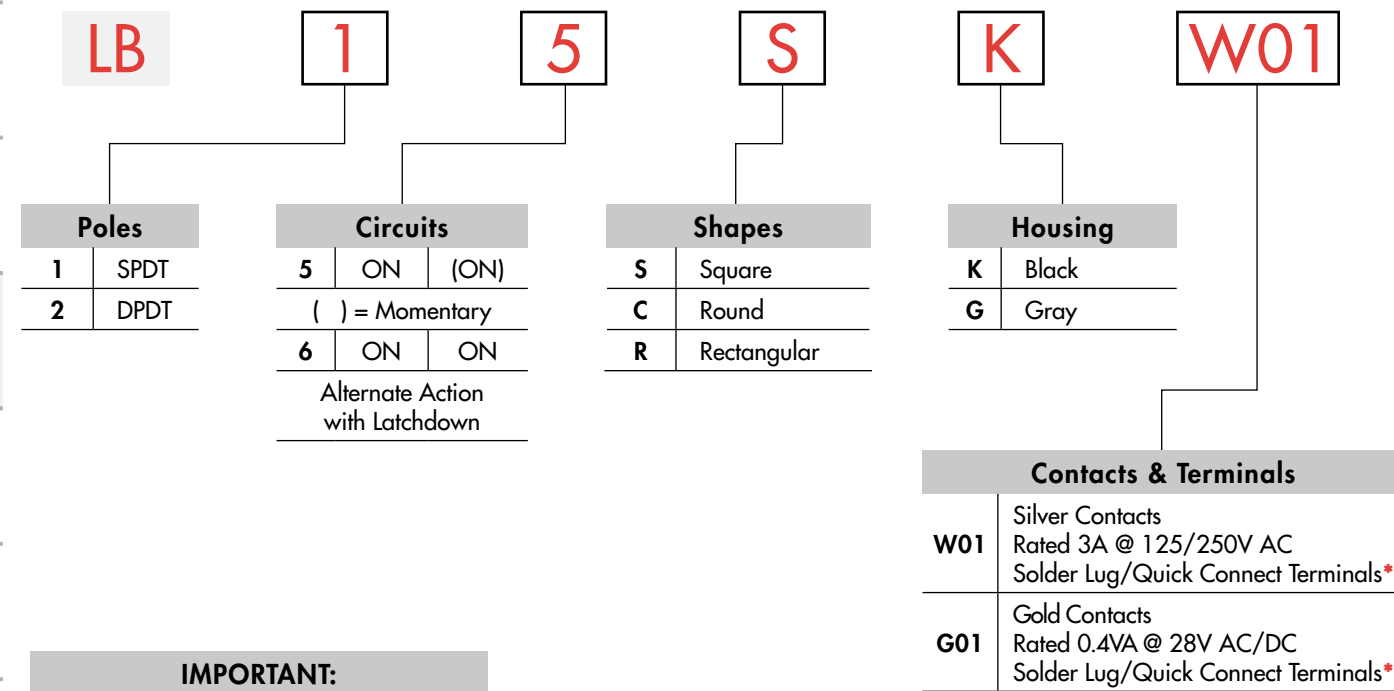 LB 1 5 S K W01
Poles
1 SPDT
2 DPDT
Circuits
5 ON (ON)
( ) = Momentary
6 ON ON
Alternate Action
with Latchdown
Shapes
S Square
C Round
R Rectangular
Housing
K Black
G Gray
Contacts & Terminals
W01
Silver Contacts
Rated 3A @ 125/250V AC
Solder Lug/Quick Connect Terminals*
G01
Gold Contacts
Rated 0.4VA @ 28V AC/DC
Solder Lug/Quick Connect Terminals*
IMPORTANT: